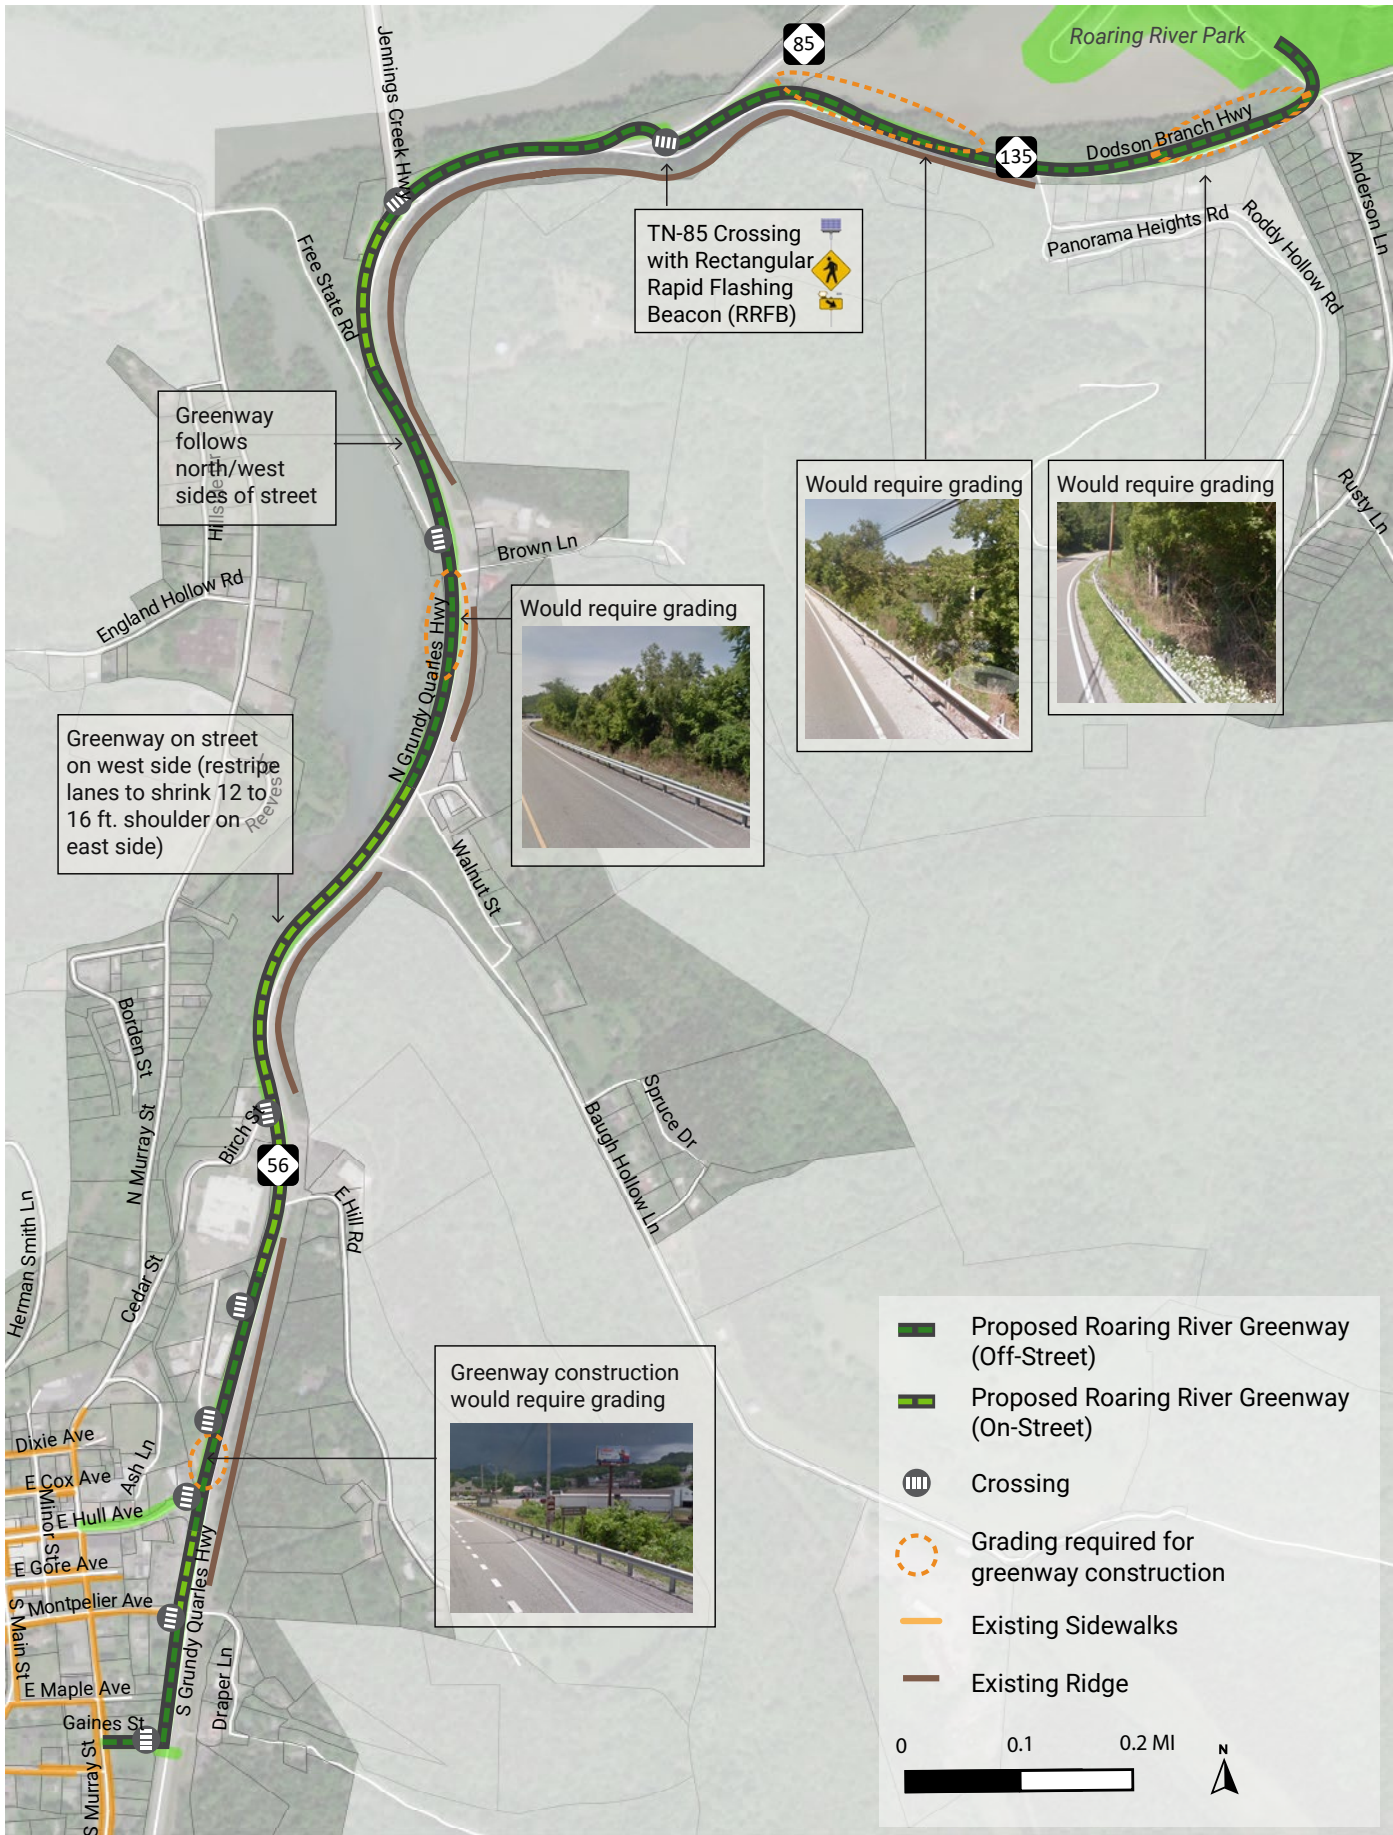 Roaring River Park
85
Jennings Creek Hwy
135
Dodson Branch Hwy
Anderson Ln
Panorama Heights Rd
Roddy Hollow Rd
Free State Rd
TN-85 Crossing
with Rectangular
Rapid Flashing
Beacon (RRFB)
Greenway
follows
north/west
sides of street
Would require grading
Would require grading
Rusty Ln
Brown Ln
England Hollow Rd
Would require grading
N Grundy Quarles Hwy
Greenway on street
on west side (restripe
lanes to shrink 12 to
16 ft. shoulder on
east side)
Walnut St
Borden St
N Murray St
Birch St
56
Spruce Dr
Baugh Hollow Ln
E Hill Rd
Herman Smith Ln
Cedar St
Greenway construction
would require grading
Dixie Ave
E Cox Ave
Ash Ln
Minor St
E Hull Ave
E Gore Ave
Montpelier Ave
S Main St
S Grundy Quarles Hwy
Draper Ln
E Maple Ave
Gaines St
S Murray St
Proposed Roaring River Greenway
(Off-Street)
Proposed Roaring River Greenway
(On-Street)
Crossing
Grading required for
greenway construction
Existing Sidewalks
Existing Ridge
0 0.1 0.2 MI
N